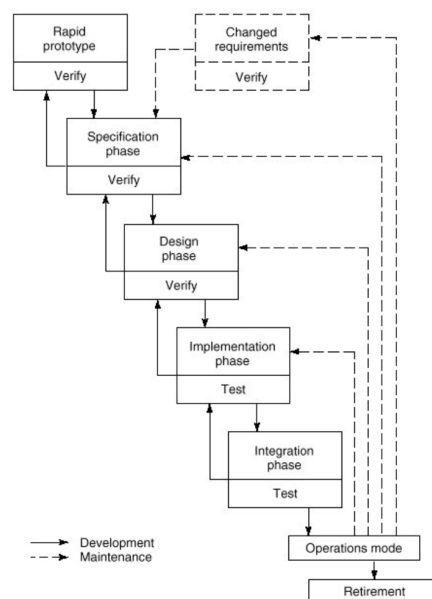 Rapid
prototype
Verify
Changed
requirements
Verify
Specification
phase
Verify
Design
phase
Verify
Implementation
phase
Test
Integration
phase
Test
Development
Maintenance
Operations mode
Retirement